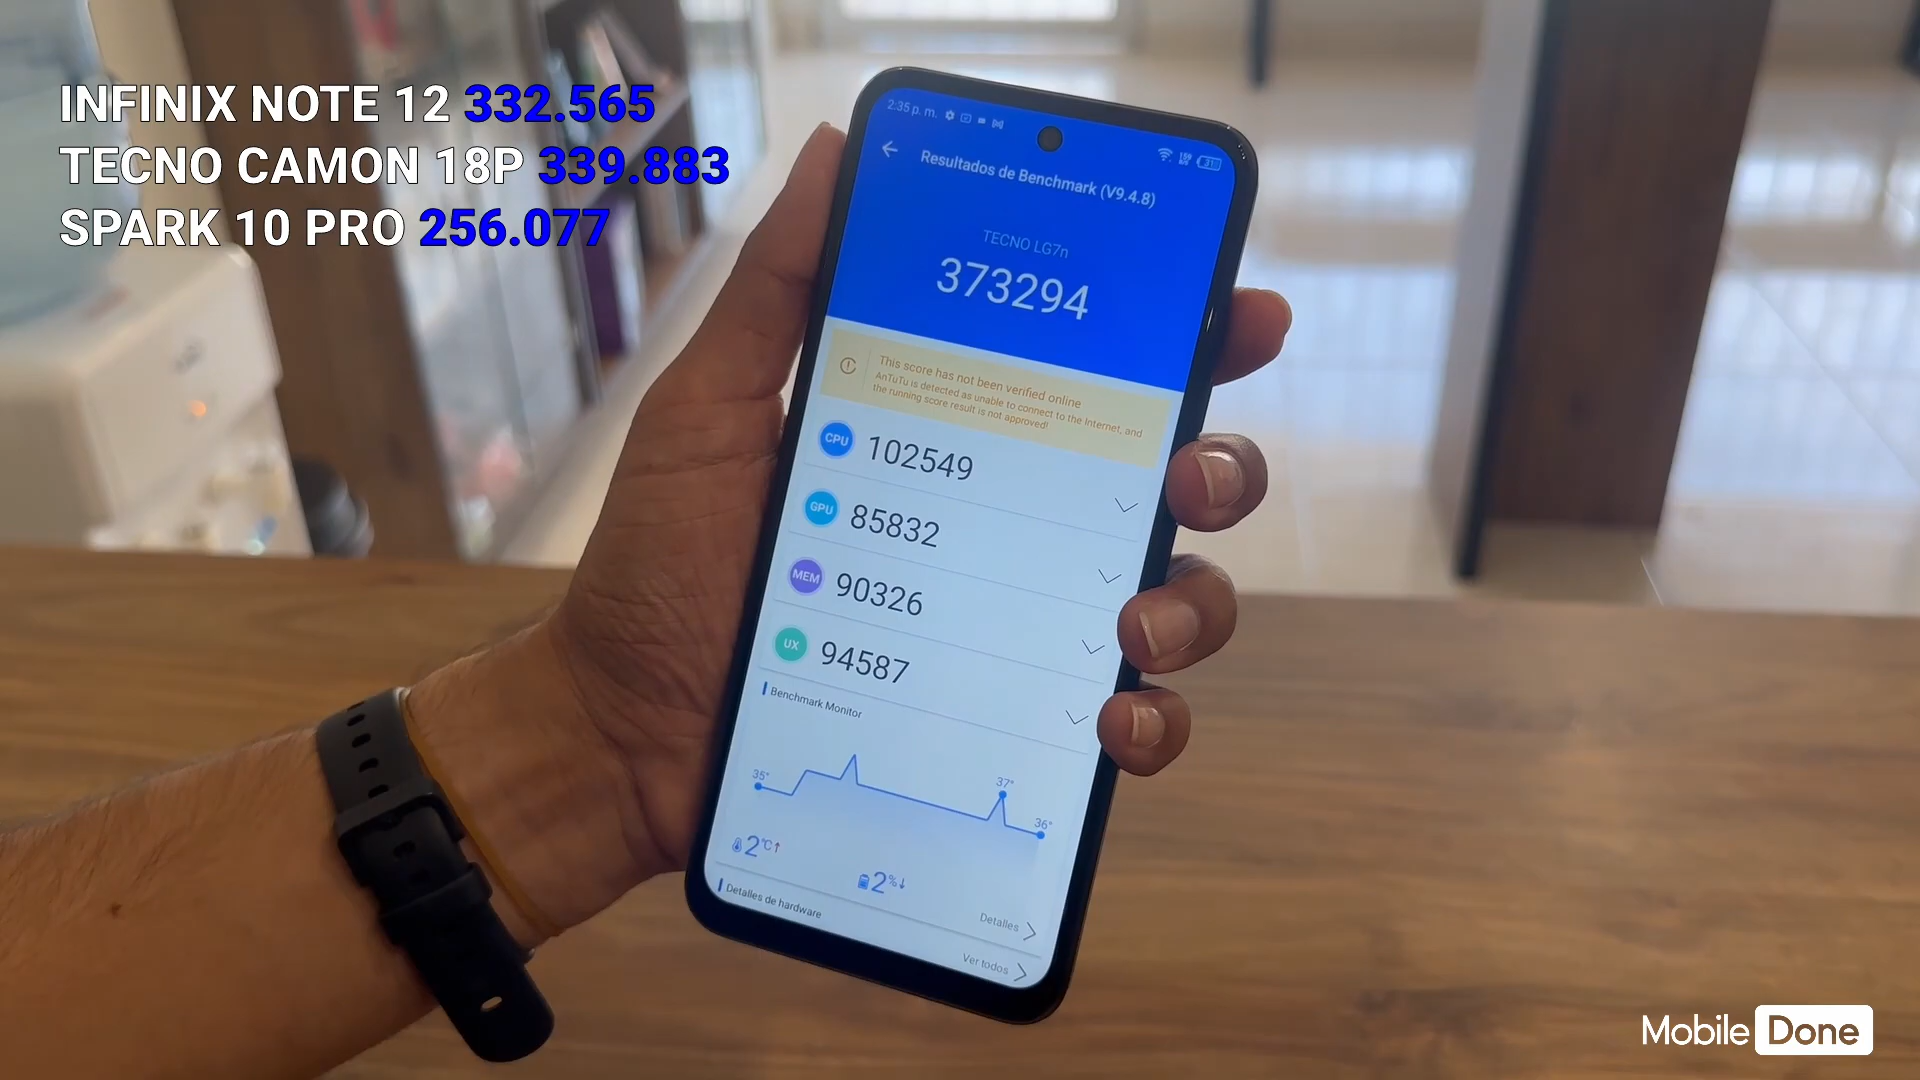 INFINIX NOTE 12 332.565
TECNO CAMON 18P 339.883
SPARK 10 PRO 256.077
2:35 p. m.
31
Resultados de Benchmark (V9.4.8)
TECNO LG7n
373294
This score has not been verified online
AnTuTu is detected as unable to connect to the Internet, and
the running score result is not approved!
CPU 102549
GPU 85832
MEM 90326
UX 94587
Benchmark Monitor
35°
37°
36°
2°C↑
2%↓
Detalles
Detalles de hardware
Ver todos
Mobile Done